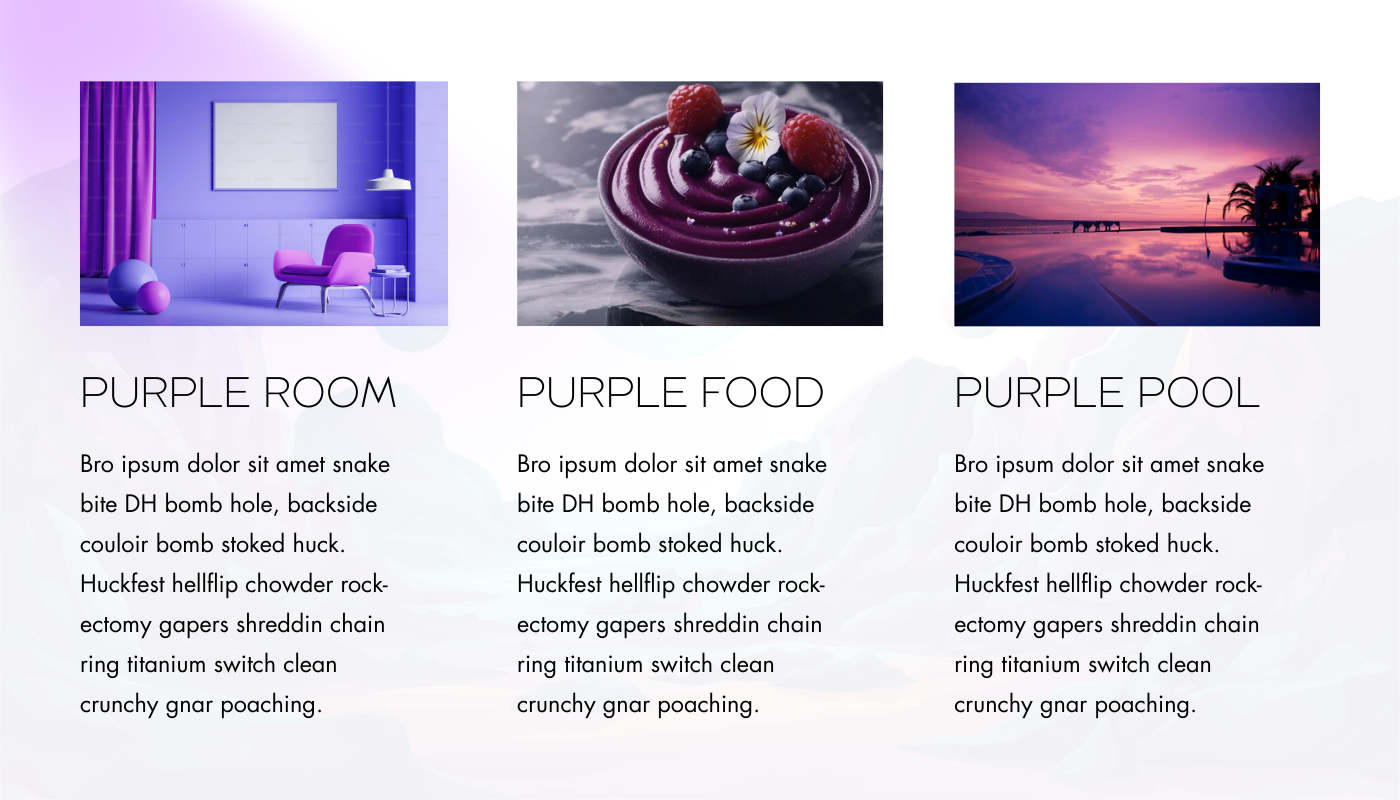 PURPLE ROOM
Bro ipsum dolor sit amet snake
bite DH bomb hole, backside
couloir bomb stoked huck.
Huckfest hellflip chowder rock-
ectomy gapers shreddin chain
ring titanium switch clean
crunchy gnar poaching.
PURPLE FOOD
Bro ipsum dolor sit amet snake
bite DH bomb hole, backside
couloir bomb stoked huck.
Huckfest hellflip chowder rock-
ectomy gapers shreddin chain
ring titanium switch clean
crunchy gnar poaching.
PURPLE POOL
Bro ipsum dolor sit amet snake
bite DH bomb hole, backside
couloir bomb stoked huck.
Huckfest hellflip chowder rock-
ectomy gapers shreddin chain
ring titanium switch clean
crunchy gnar poaching.